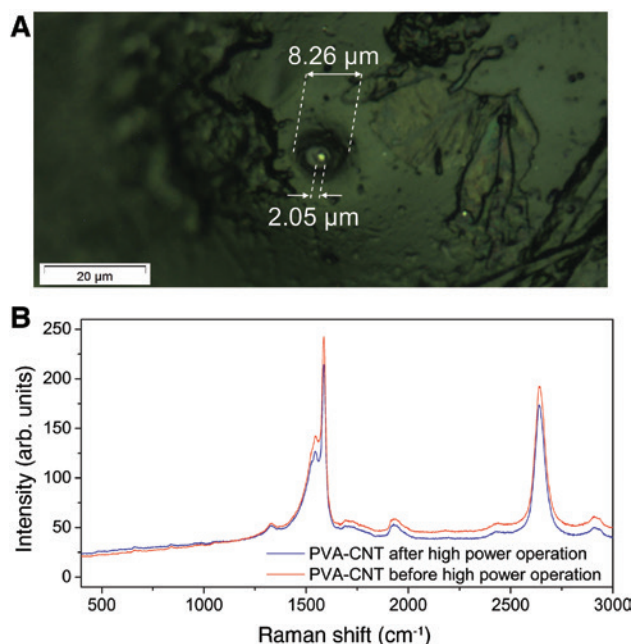 A
8.26 µm
2.05 µm
20 µm
B
250
200
150
100
50
0
Intensity (arb. units)
PVA-CNT after high power operation
PVA-CNT before high power operation
500 1000 1500 2000 2500 3000
Raman shift (cm⁻¹)